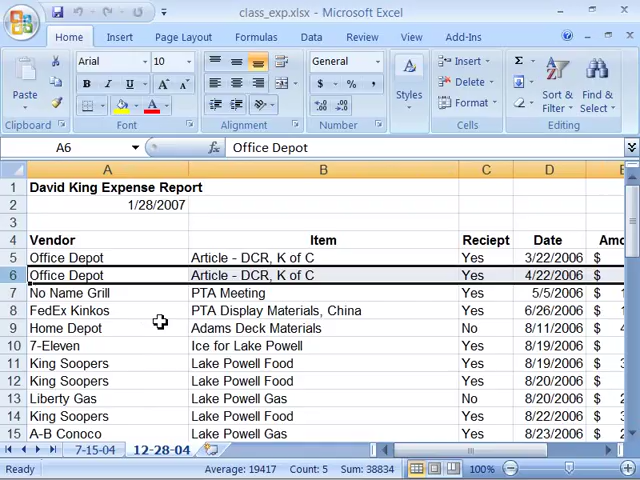 class_exp.xlsx - Microsoft Excel
Home Insert Page Layout Formulas Data Review View Add-Ins
Paste
Arial 10
B I U A A
A
General
$ % ,
Styles
Insert
Delete
Format
Σ
Sort & Filter
Find & Select
Clipboard Font Alignment Number Cells Editing
A6 fx Office Depot
A B C D E
1 David King Expense Report
2 1/28/2007
3
4 Vendor Item Reciept Date Amo
5 Office Depot Article - DCR, K of C Yes 3/22/2006 $
6 Office Depot Article - DCR, K of C Yes 4/22/2006 $
7 No Name Grill PTA Meeting Yes 5/5/2006 $ 1
8 FedEx Kinkos PTA Display Materials, China Yes 6/26/2006 $ 1
9 Home Depot Adams Deck Materials No 8/11/2006 $ 4
10 7-Eleven Ice for Lake Powell Yes 8/19/2006 $
11 King Soopers Lake Powell Food Yes 8/19/2006 $ 1
12 King Soopers Lake Powell Food Yes 8/20/2006 $
13 Liberty Gas Lake Powell Gas No 8/20/2006 $ 2
14 King Soopers Lake Powell Food Yes 8/22/2006 $ 3
15 A-B Conoco Lake Powell Gas Yes 8/23/2006 $ 2
7-15-04 12-28-04
Ready Average: 19417 Count: 5 Sum: 38834 100%